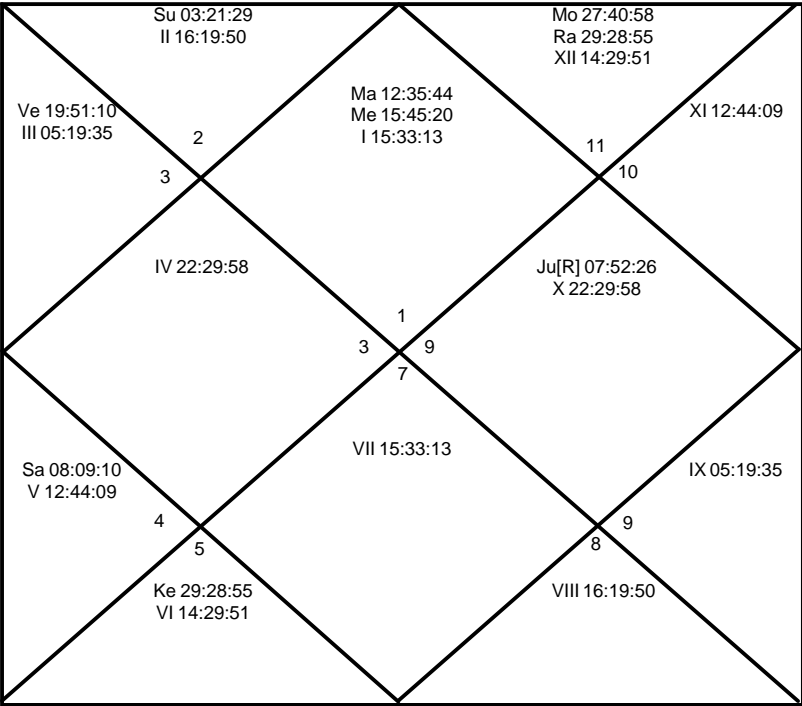 Su 03:21:29
II 16:19:50
Mo 27:40:58
Ra 29:28:55
XII 14:29:51
Ma 12:35:44
Me 15:45:20
I 15:33:13
Ve 19:51:10
III 05:19:35
XI 12:44:09
2
11
3
10
IV 22:29:58
Ju[R] 07:52:26
X 22:29:58
1
3
9
7
VII 15:33:13
Sa 08:09:10
V 12:44:09
IX 05:19:35
4
9
5
8
Ke 29:28:55
VI 14:29:51
VIII 16:19:50